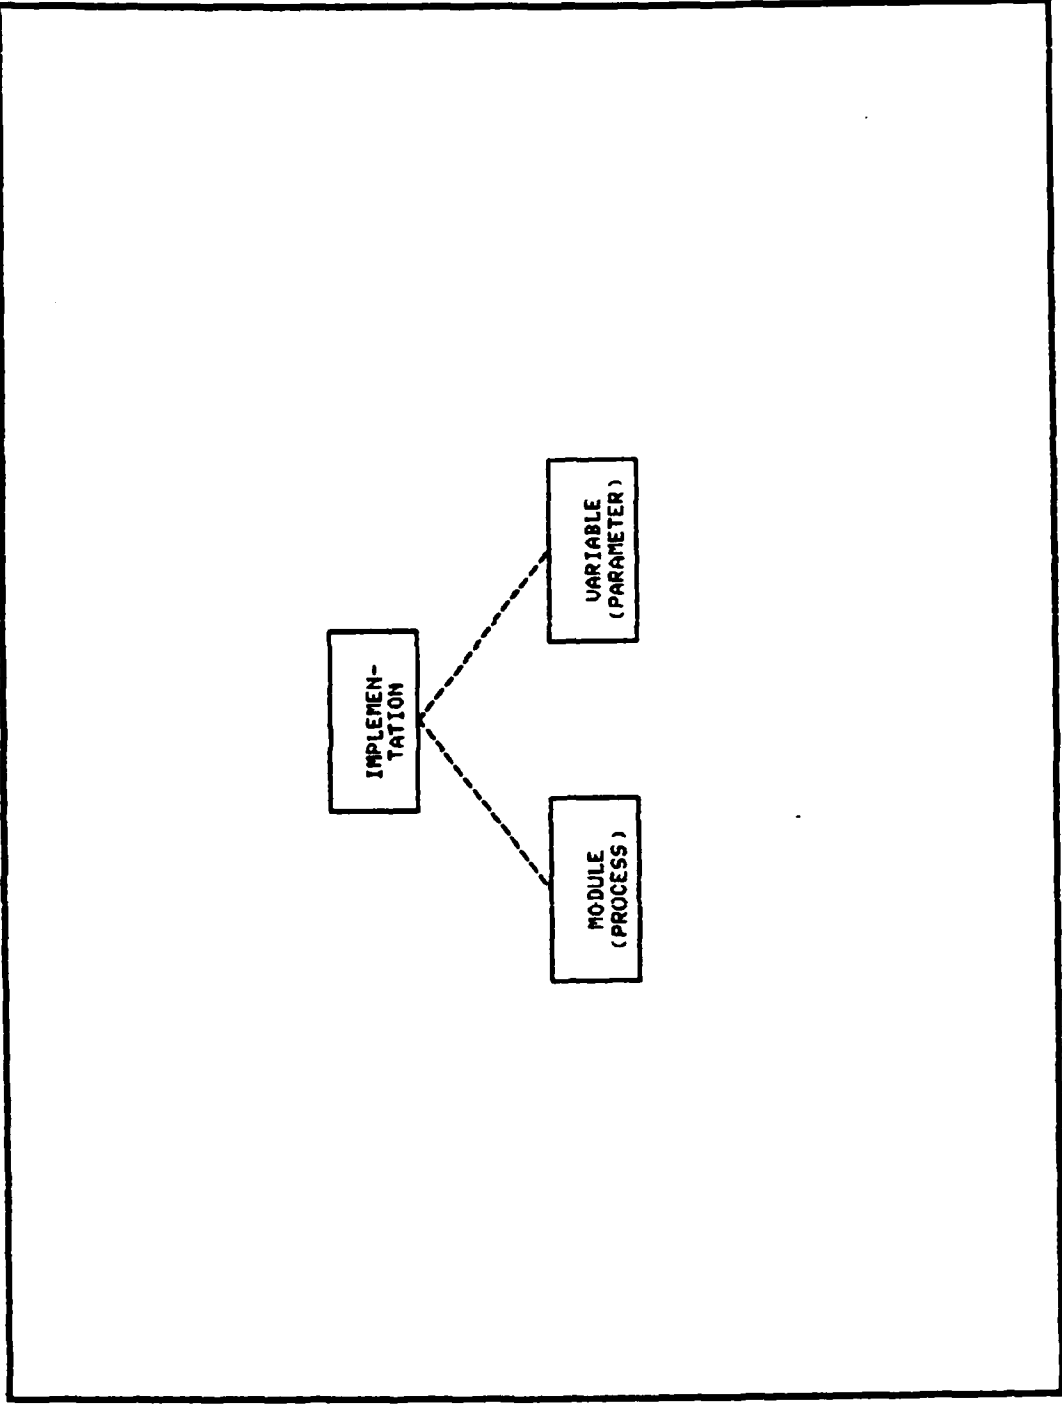 IMPLEMEN-
TATION
MODULE
(PROCESS)
VARIABLE
(PARAMETER)